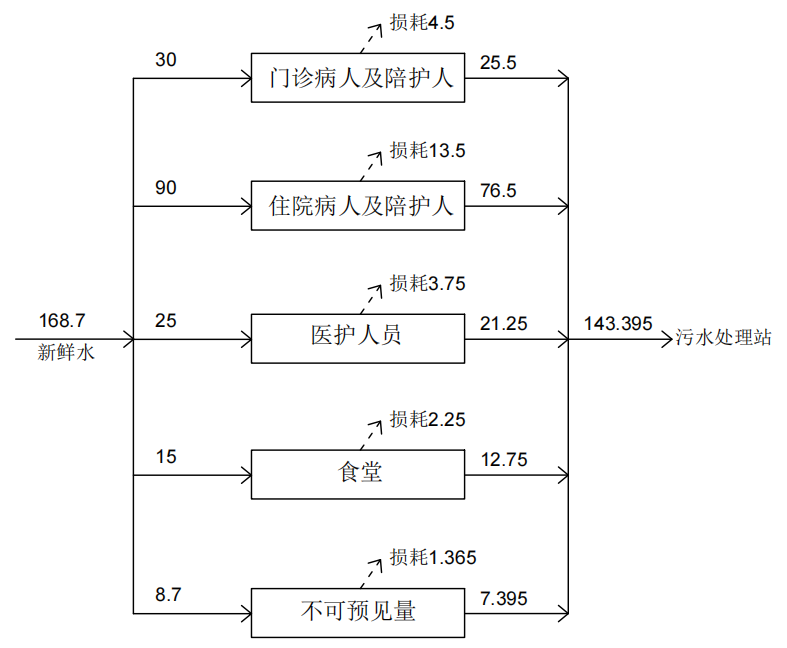 损耗4.5
30
门诊病人及陪护人
25.5
损耗13.5
90
住院病人及陪护人
76.5
损耗3.75
168.7
新鲜水
25
医护人员
21.25
143.395
污水处理站
损耗2.25
15
食堂
12.75
损耗1.365
8.7
不可预见量
7.395